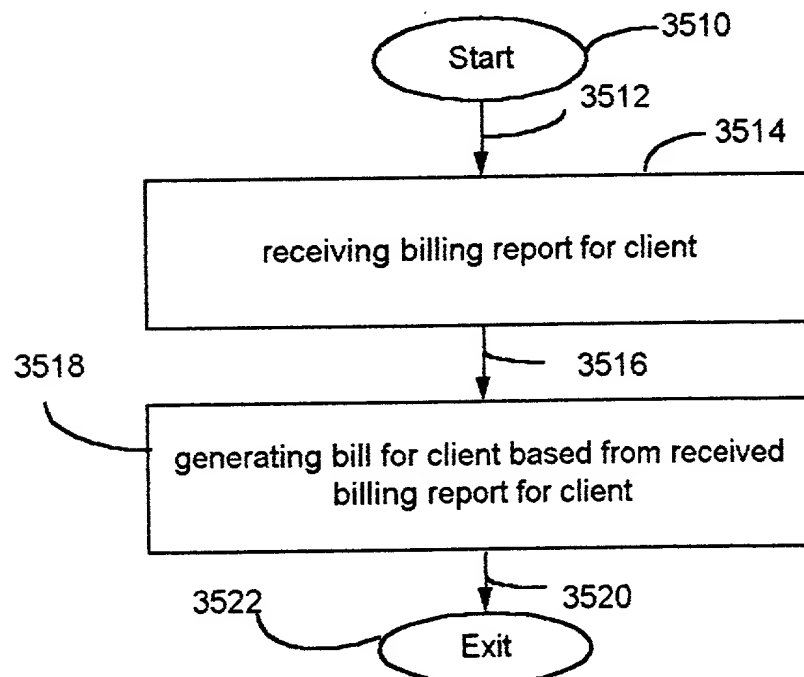 Start
3510
3512
3514
receiving billing report for client
3516
3518
generating bill for client based from received
billing report for client
3520
3522
Exit